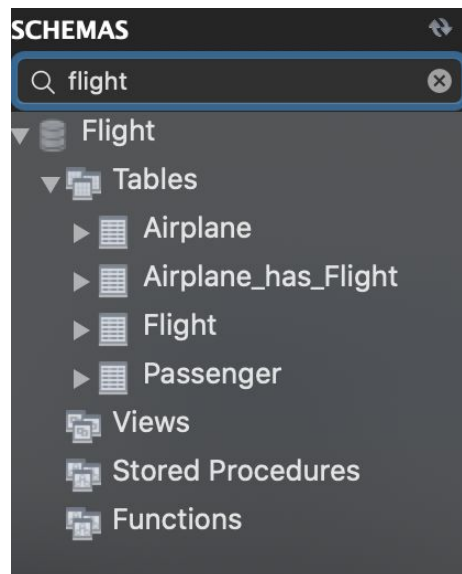 SCHEMAS
flight
Flight
Tables
Airplane
Airplane_has_Flight
Flight
Passenger
Views
Stored Procedures
Functions